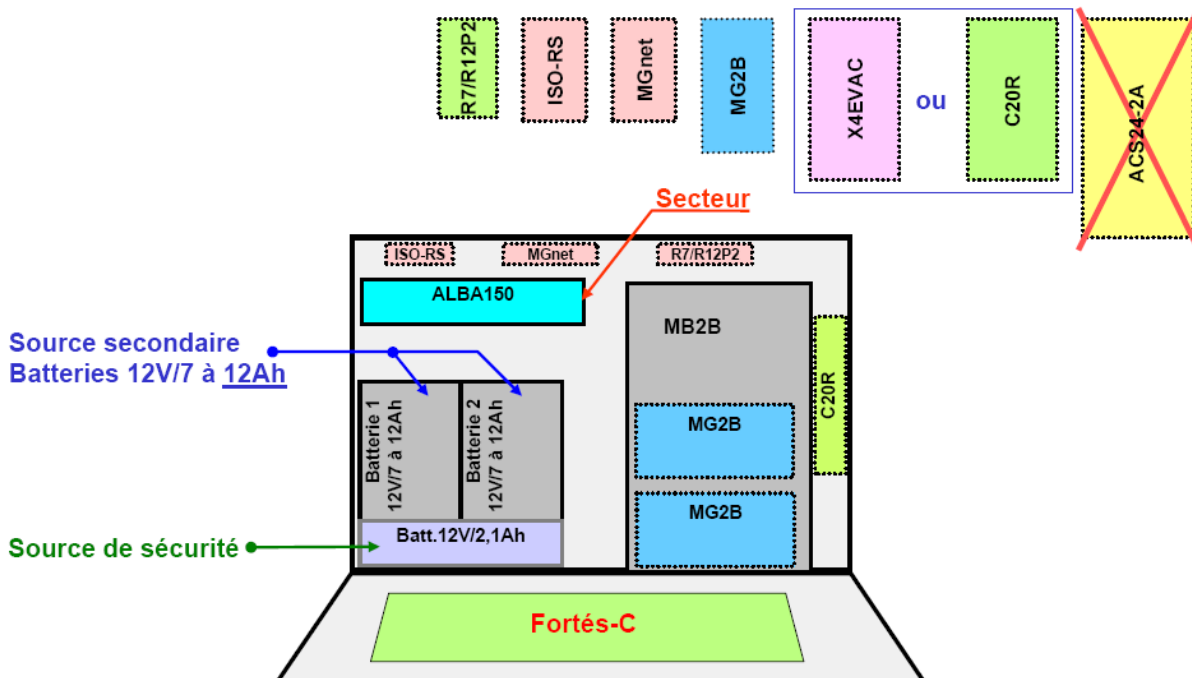 R7/R12P2
ISO-RS
MGnet
MG2B
X4EVAC
ou
C20R
ACS24-2A
Secteur
ISO-RS
MGnet
R7/R12P2
ALBA150
MB2B
Source secondaire
Batteries 12V/7 à 12Ah
C20R
Batterie 1
12V/7 à 12Ah
Batterie 2
12V/7 à 12Ah
MG2B
MG2B
Batt.12V/2,1Ah
Source de sécurité
Fortés-C